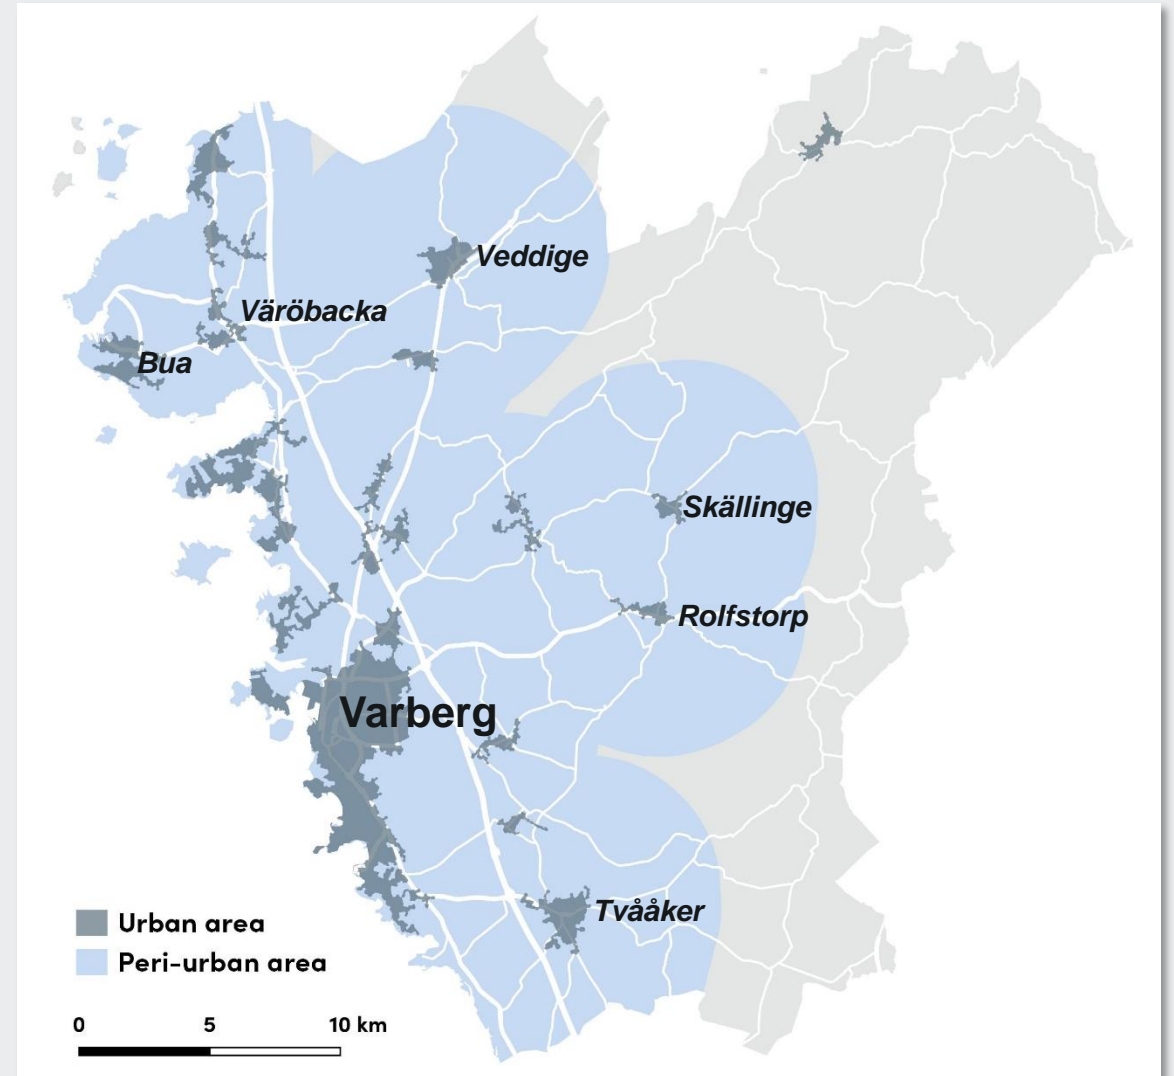 Veddige
Väröbacka
Bua
Skällinge
Rolfstorp
Varberg
Tvååker
Urban area
Peri-urban area
0 5 10 km